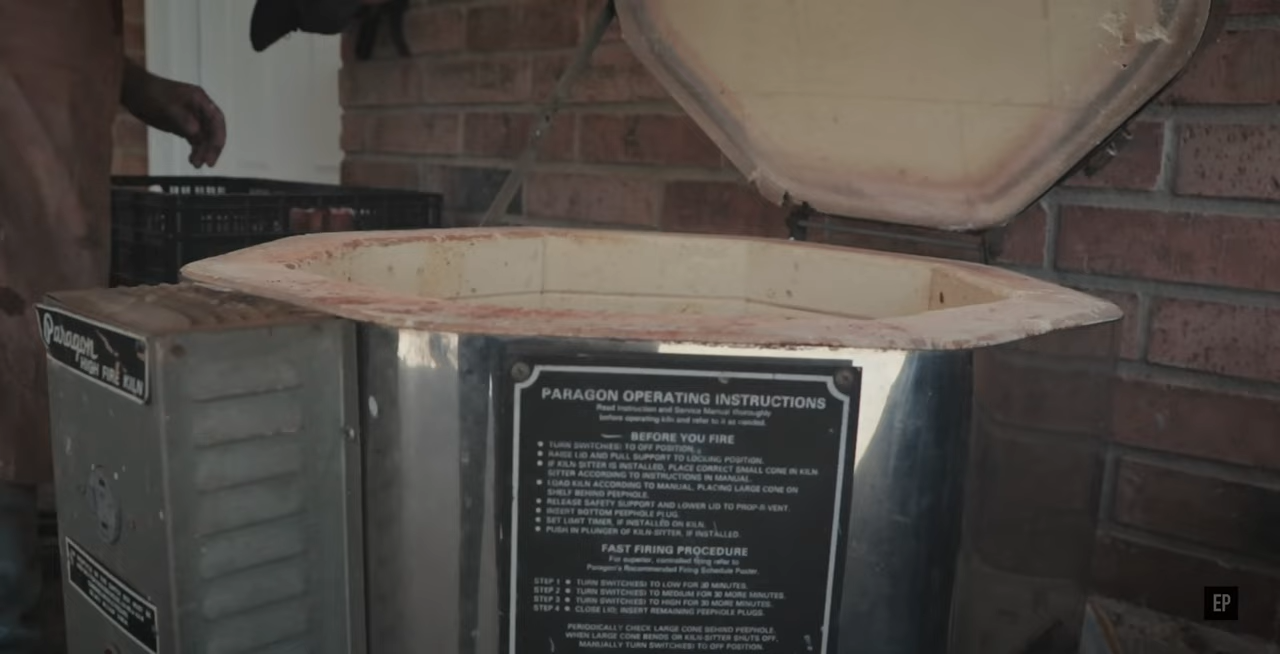 Paragon
HIGH FIRE KILN
PARAGON OPERATING INSTRUCTIONS
Read Instruction and Service Manual thoroughly
before operating kiln and refer to it as needed.
BEFORE YOU FIRE
● TURN SWITCH(ES) TO OFF POSITION.
● RAISE LID AND PULL SUPPORT TO LOCKING POSITION.
● IF KILN-SITTER IS INSTALLED, PLACE CORRECT SMALL CONE IN KILN
SITTER ACCORDING TO INSTRUCTIONS IN MANUAL.
● LOAD KILN ACCORDING TO MANUAL, PLACING LARGE CONE ON
SHELF BEHIND PEEPHOLE.
● RELEASE SAFETY SUPPORT AND LOWER LID TO PROP-R-VENT.
● INSERT BOTTOM PEEPHOLE PLUG.
● SET LIMIT TIMER, IF INSTALLED ON KILN.
● PUSH IN PLUNGER OF KILN-SITTER, IF INSTALLED.
FAST FIRING PROCEDURE
For superior, controlled firing refer to
Paragon's Recommended Firing Schedule Poster.
STEP 1 ● TURN SWITCH(ES) TO LOW FOR 30 MINUTES.
STEP 2 ● TURN SWITCH(ES) TO MEDIUM FOR 30 MORE MINUTES.
STEP 3 ● TURN SWITCH(ES) TO HIGH FOR 30 MORE MINUTES.
STEP 4 ● CLOSE LID; INSERT REMAINING PEEPHOLE PLUGS.
PERIODICALLY CHECK LARGE CONE BEHIND PEEPHOLE.
WHEN LARGE CONE BENDS OR KILN-SITTER SHUTS OFF,
MANUALLY TURN SWITCH(ES) TO OFF POSITION.
EP